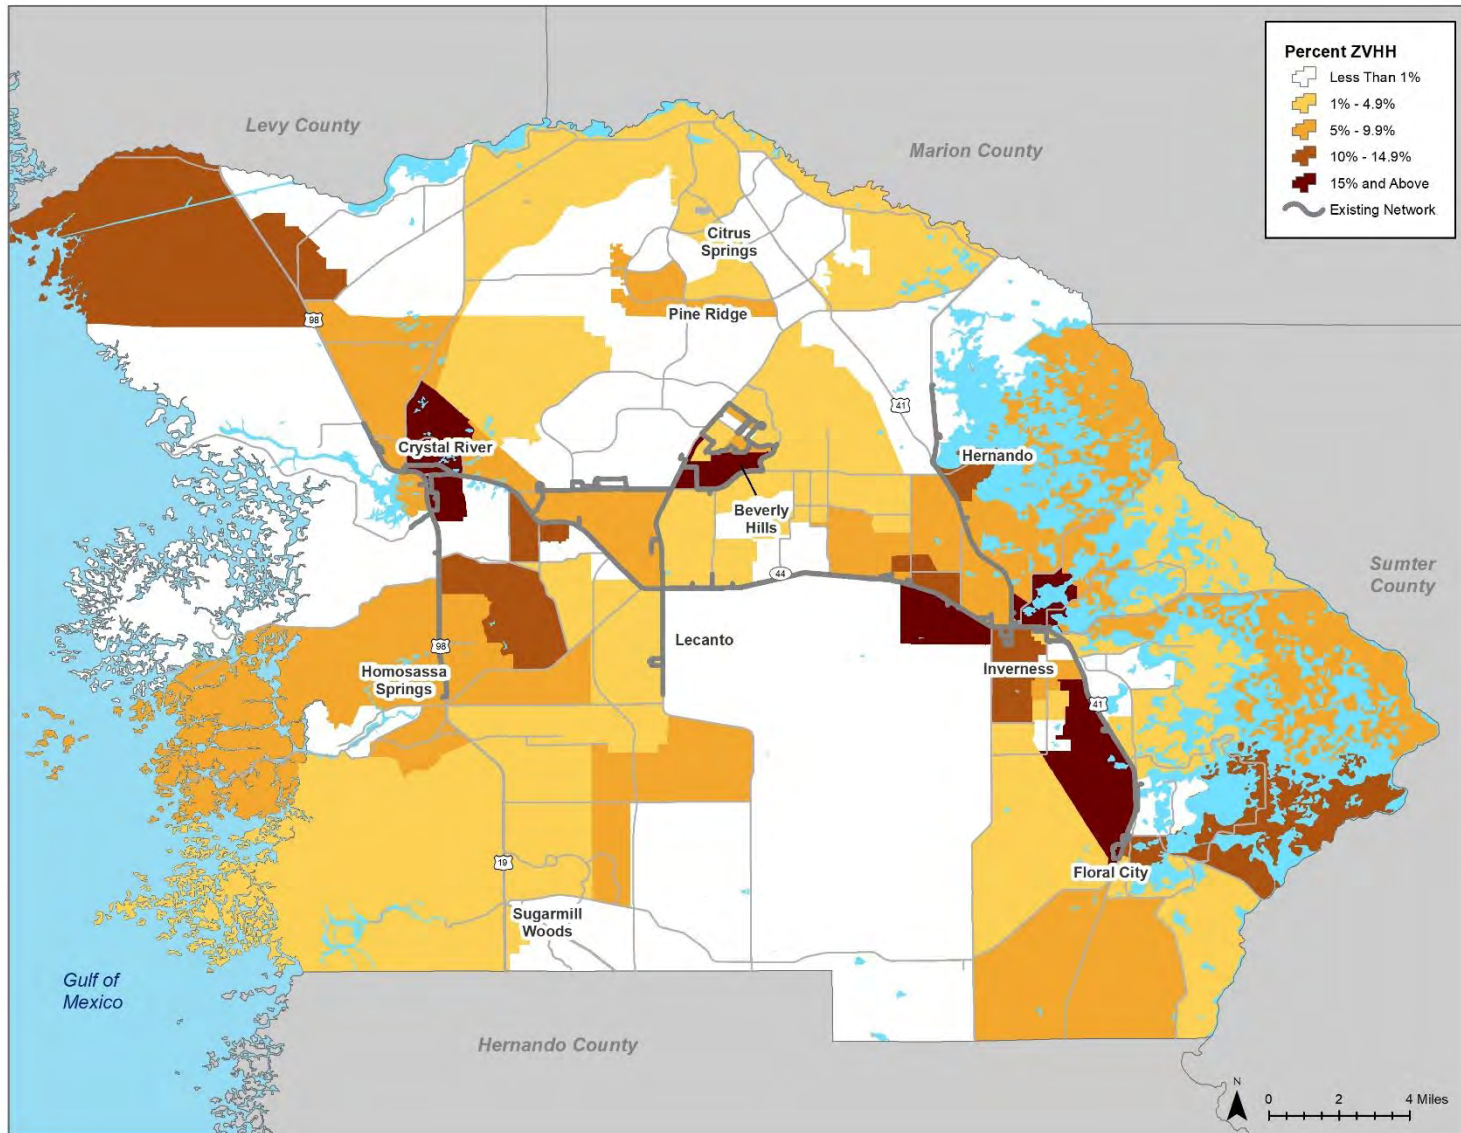 Percent ZVHH
Less Than 1%
1% - 4.9%
5% - 9.9%
10% - 14.9%
15% and Above
Existing Network
Levy County
Marion County
Citrus
Springs
Pine Ridge
98
41
Crystal River
Hernando
Beverly
Hills
44
Sumter
County
98
Lecanto
Homosassa
Springs
Inverness
41
19
Floral City
Sugarmill
Woods
Gulf of
Mexico
Hernando County
N
0 2 4 Miles